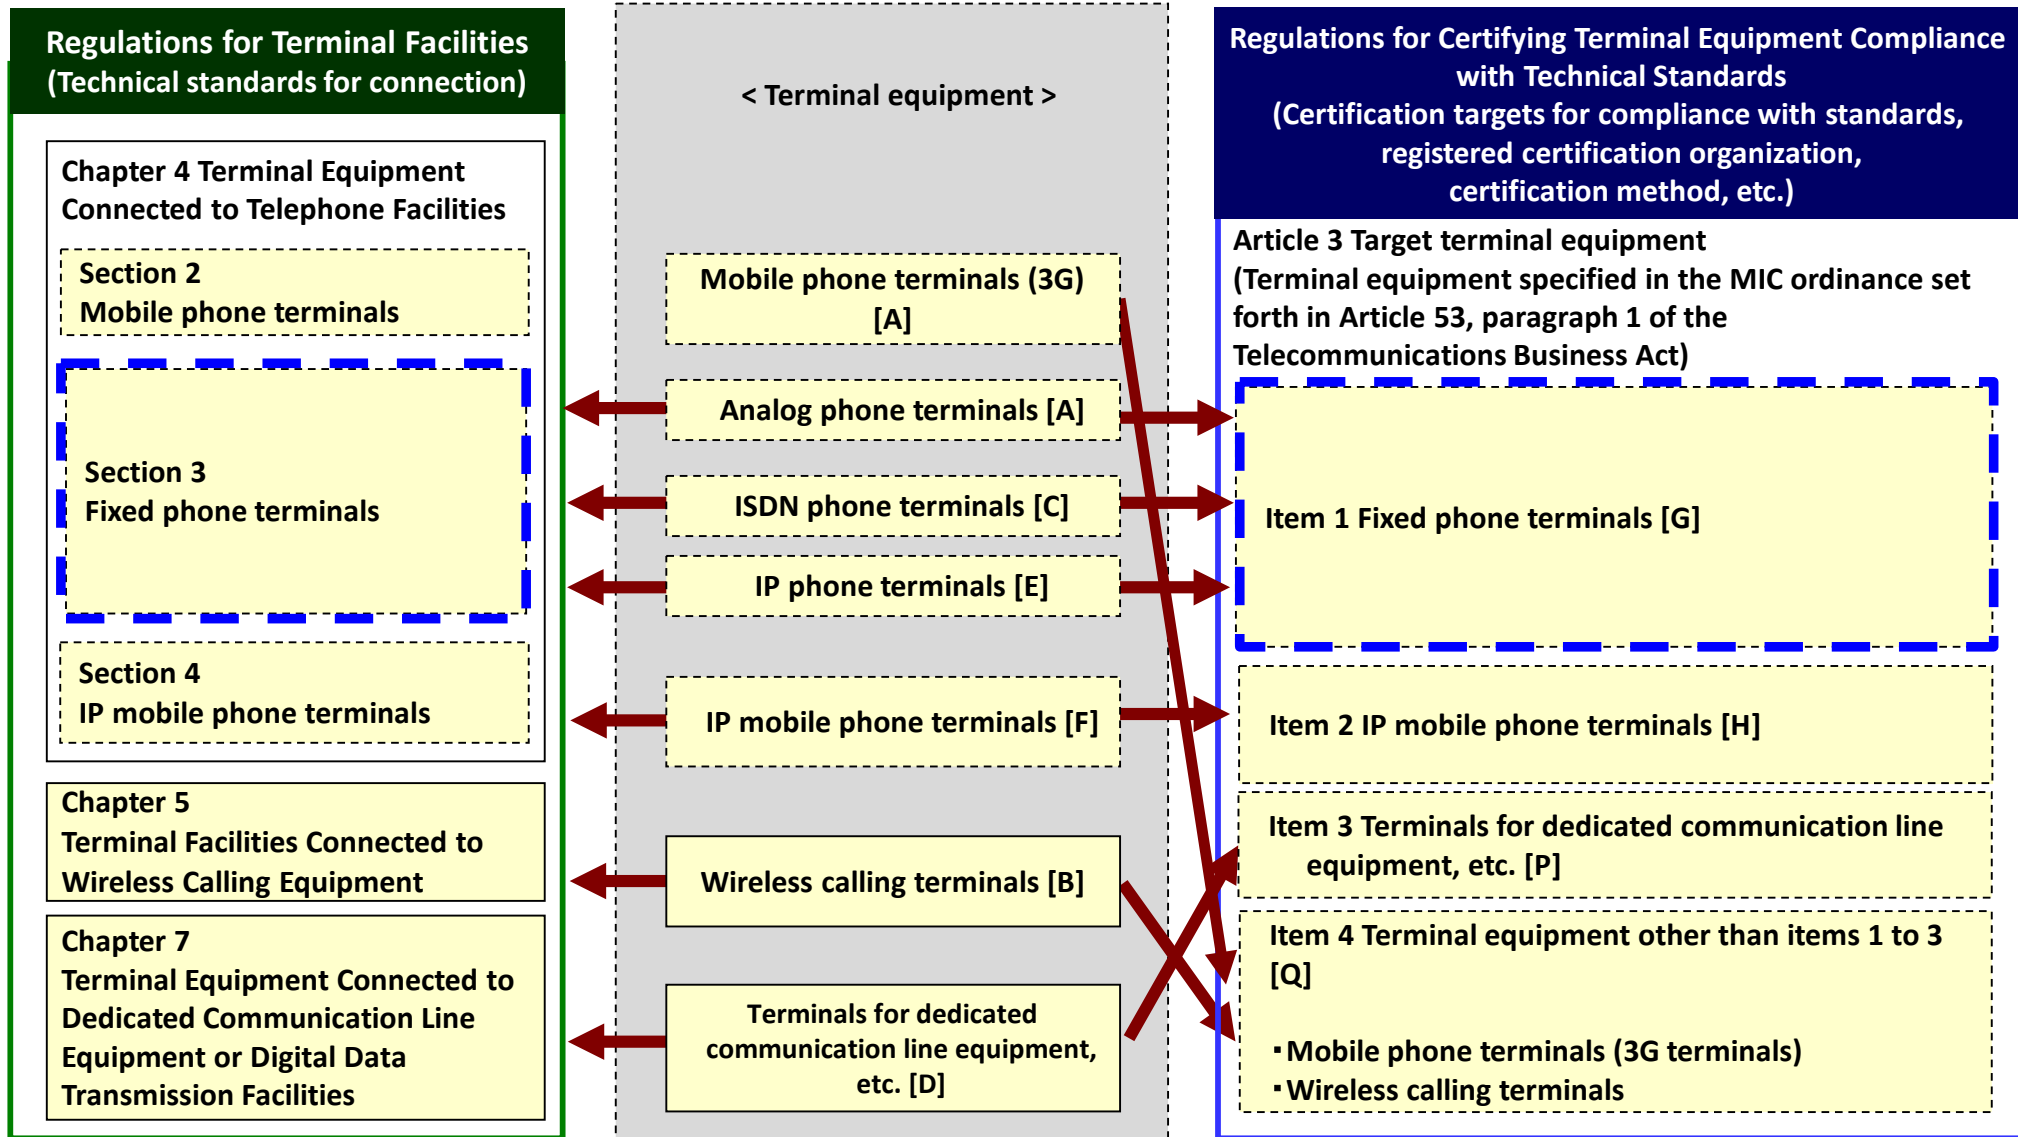 Regulations for Terminal Facilities
(Technical standards for connection)
Chapter 4 Terminal Equipment
Connected to Telephone Facilities
Section 2
Mobile phone terminals
Section 3
Fixed phone terminals
Section 4
IP mobile phone terminals
Chapter 5
Terminal Facilities Connected to
Wireless Calling Equipment
Chapter 7
Terminal Equipment Connected to
Dedicated Communication Line
Equipment or Digital Data
Transmission Facilities
< Terminal equipment >
Mobile phone terminals (3G)
[A]
Analog phone terminals [A]
ISDN phone terminals [C]
IP phone terminals [E]
IP mobile phone terminals [F]
Wireless calling terminals [B]
Terminals for dedicated
communication line equipment,
etc. [D]
Regulations for Certifying Terminal Equipment Compliance
with Technical Standards
(Certification targets for compliance with standards,
registered certification organization,
certification method, etc.)
Article 3 Target terminal equipment
(Terminal equipment specified in the MIC ordinance set
forth in Article 53, paragraph 1 of the
Telecommunications Business Act)
Item 1 Fixed phone terminals [G]
Item 2 IP mobile phone terminals [H]
Item 3 Terminals for dedicated communication line
equipment, etc. [P]
Item 4 Terminal equipment other than items 1 to 3
[Q]
・Mobile phone terminals (3G terminals)
・Wireless calling terminals